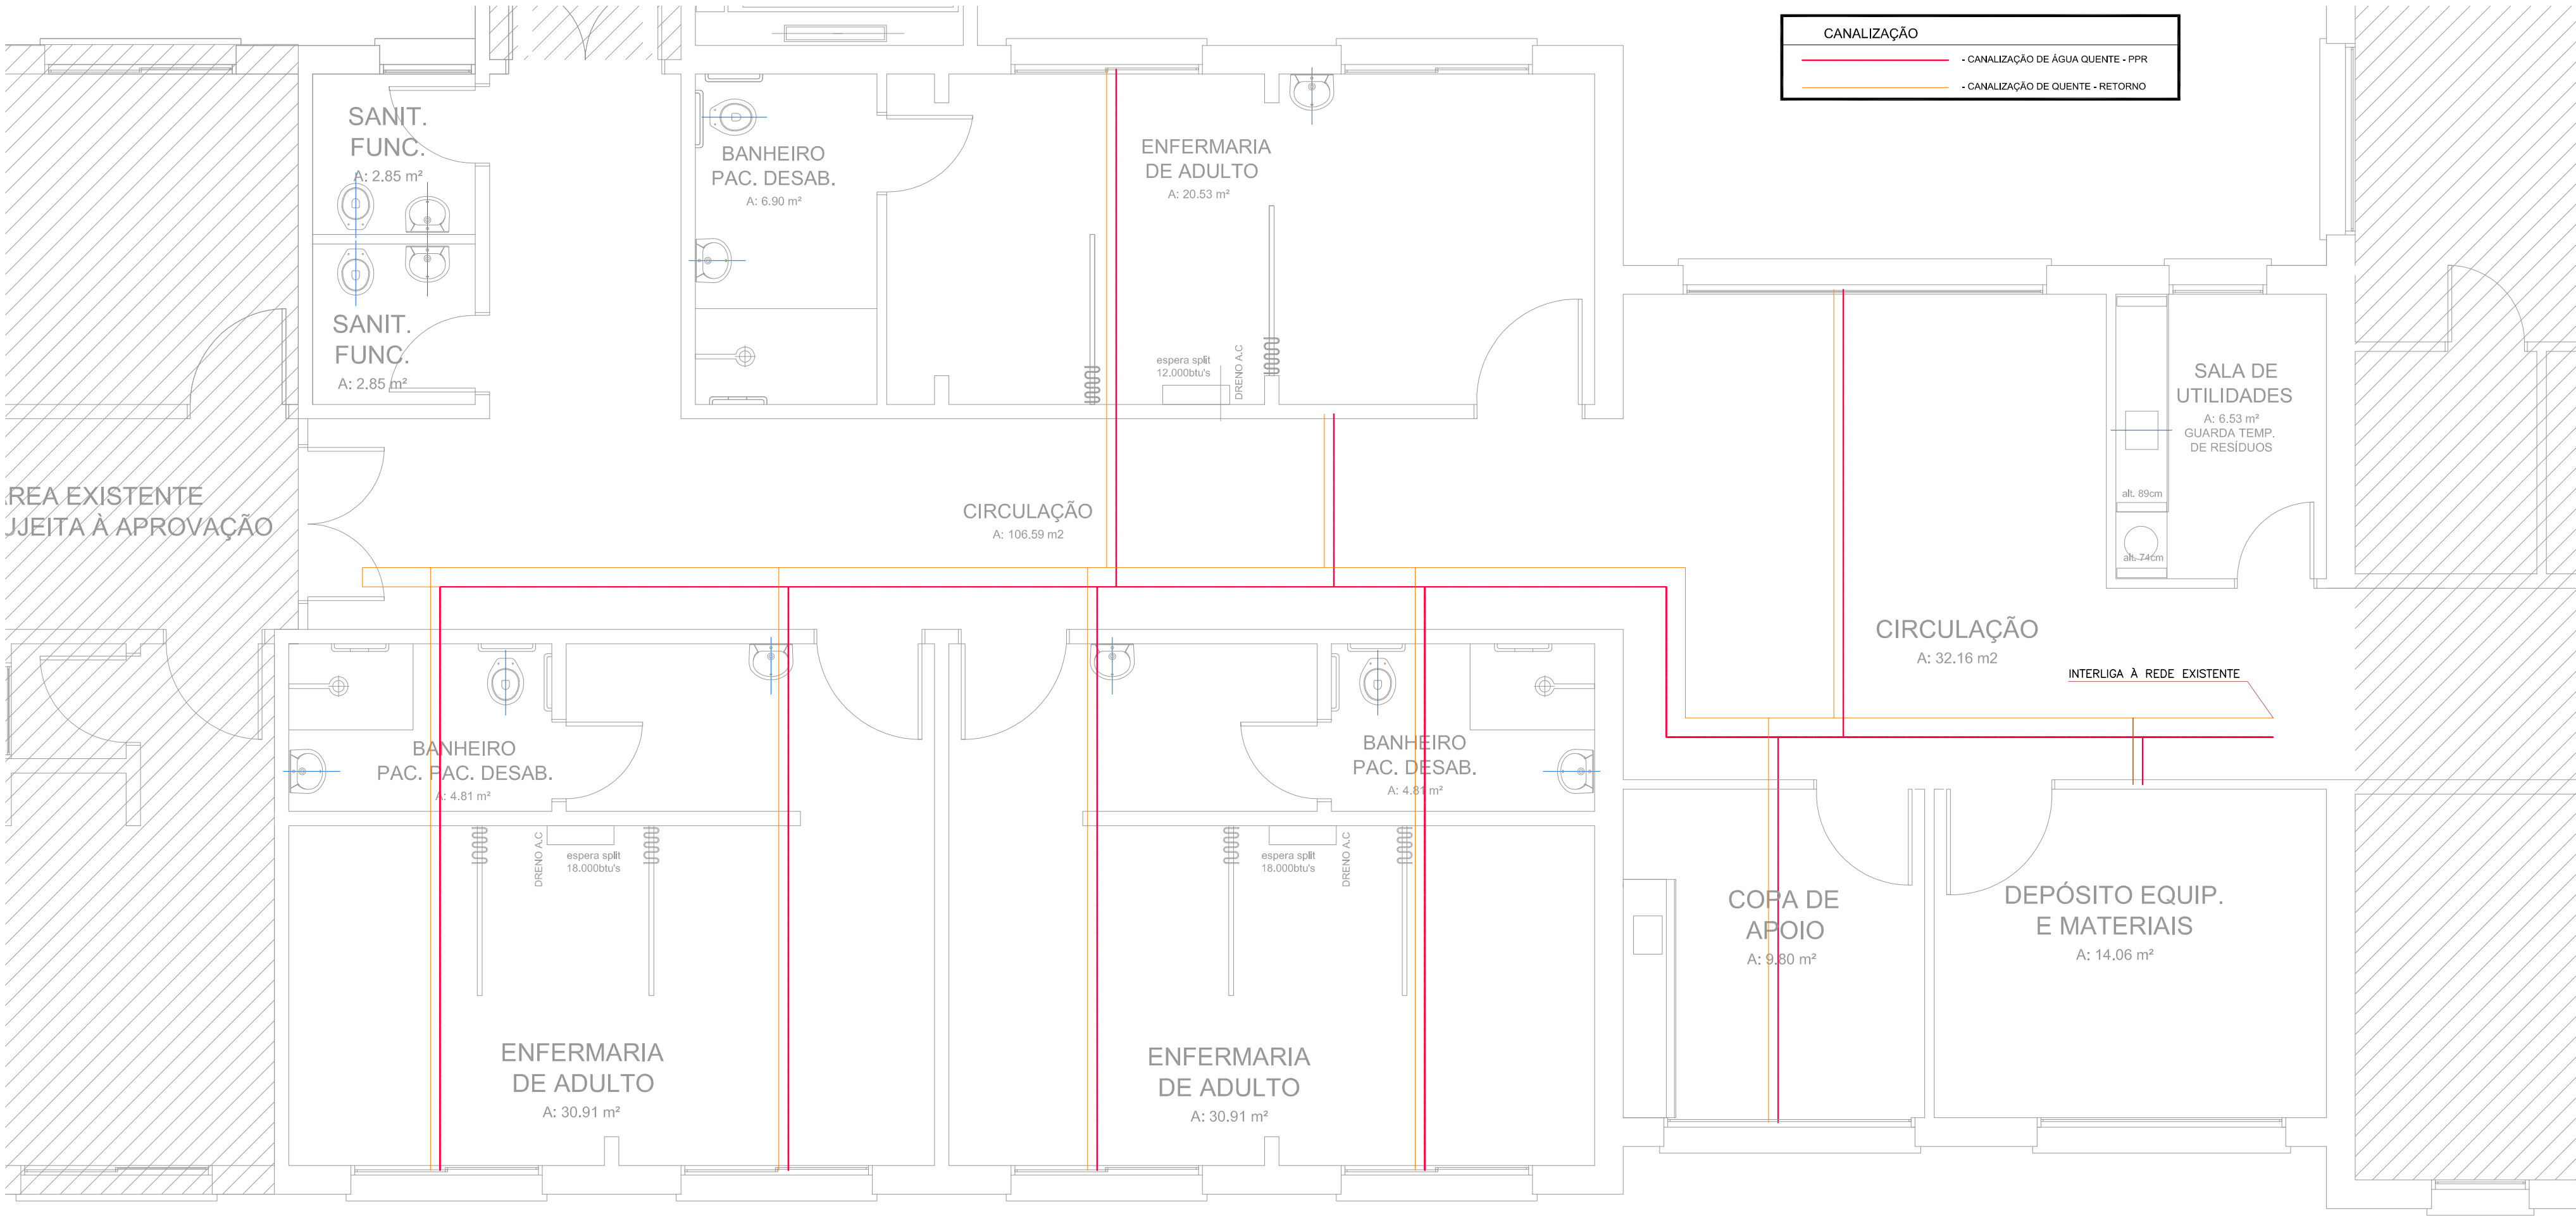 CANALIZAÇÃO
- CANALIZAÇÃO DE ÁGUA QUENTE - PPR
- CANALIZAÇÃO DE QUENTE - RETORNO
SANIT.
FUNC.
A: 2.85 m²
SANIT.
FUNC.
A: 2.85 m²
BANHEIRO
PAC. DESAB.
A: 6.90 m²
ENFERMARIA
DE ADULTO
A: 20.53 m²
espera split
12.000btu's
DRENO A.C
SALA DE
UTILIDADES
A: 6.53 m²
GUARDA TEMP.
DE RESÍDUOS
alt. 89cm
alt. 74cm
REA EXISTENTE
UJEITA À APROVAÇÃO
CIRCULAÇÃO
A: 106.59 m2
CIRCULAÇÃO
A: 32.16 m2
INTERLIGA À REDE EXISTENTE
BANHEIRO
PAC. PAC. DESAB.
A: 4.81 m²
BANHEIRO
PAC. DESAB.
A: 4.81 m²
DRENO A.C
espera split
18.000btu's
espera split
18.000btu's
DRENO A.C
COPA DE
APOIO
A: 9.80 m²
DEPÓSITO EQUIP.
E MATERIAIS
A: 14.06 m²
ENFERMARIA
DE ADULTO
A: 30.91 m²
ENFERMARIA
DE ADULTO
A: 30.91 m²